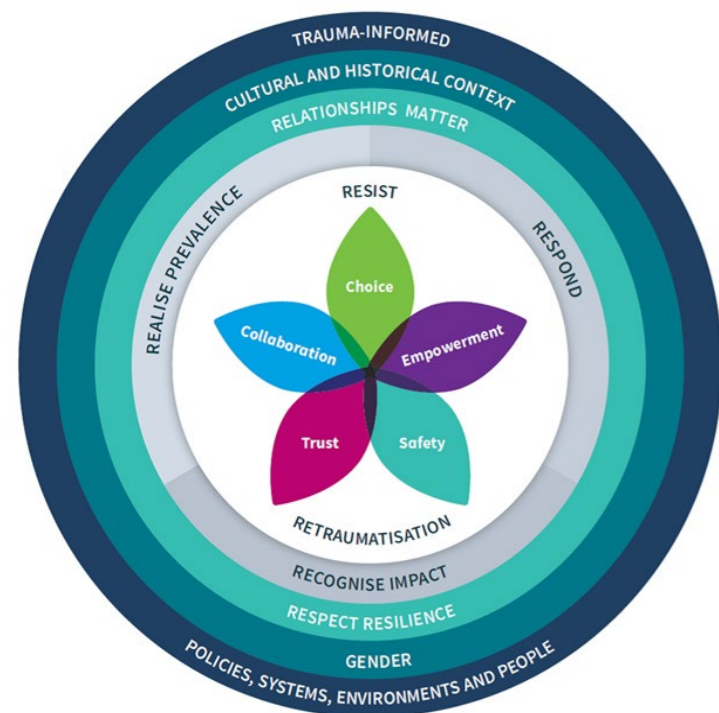 TRAUMA-INFORMED
CULTURAL AND HISTORICAL CONTEXT
RELATIONSHIPS MATTER
REALISE PREVALENCE
RESIST
RESPOND
Choice
Collaboration
Empowerment
Trust
Safety
RETRAUMATISATION
RECOGNISE IMPACT
RESPECT RESILIENCE
GENDER
POLICIES, SYSTEMS, ENVIRONMENTS AND PEOPLE